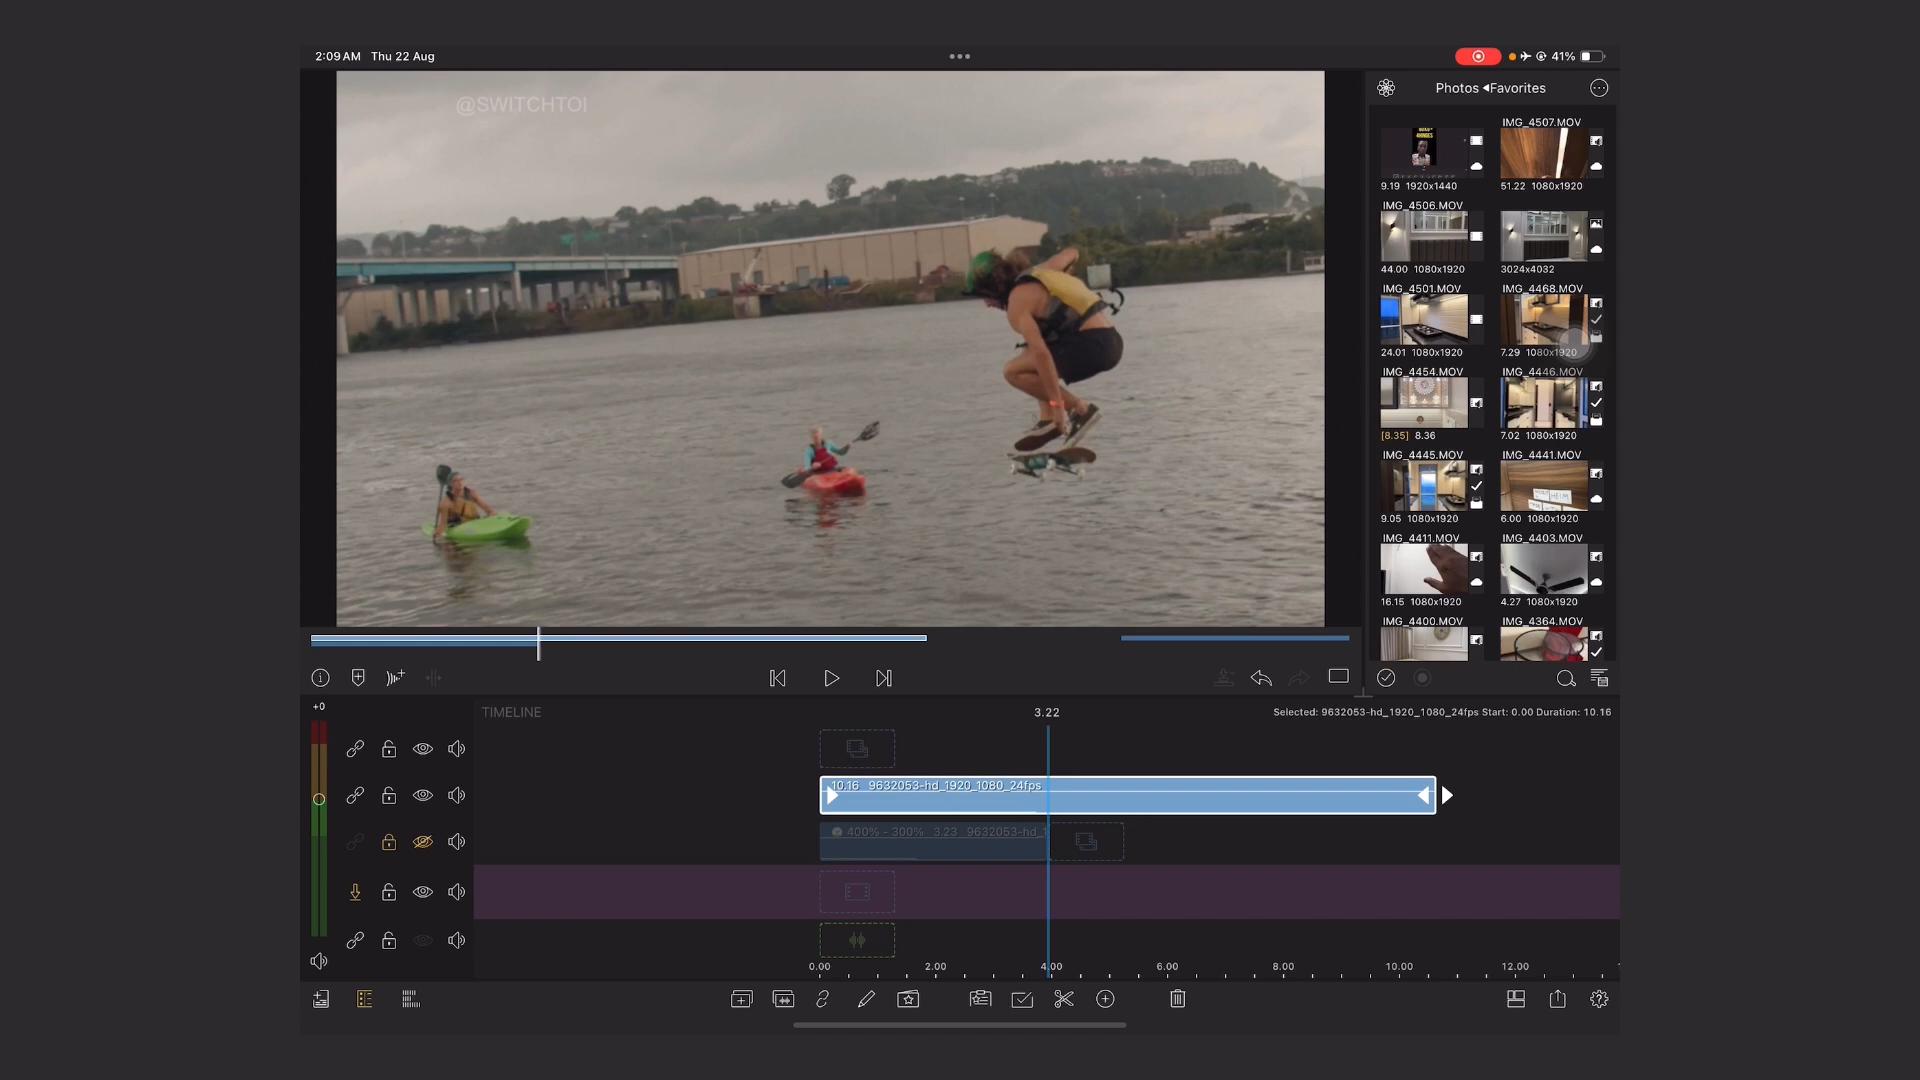 2:09 AM Thu 22 Aug
41%
@SWITCHTOI
Photos ◂Favorites
IMG_4507.MOV
9.19 1920x1440
51.22 1080x1920
IMG_4506.MOV
44.00 1080x1920
3024x4032
IMG_4501.MOV
IMG_4468.MOV
24.01 1080x1920
7.29 1080x1920
IMG_4454.MOV
IMG_4446.MOV
[8.35] 8.36
7.02 1080x1920
IMG_4445.MOV
IMG_4441.MOV
9.05 1080x1920
6.00 1080x1920
IMG_4411.MOV
IMG_4403.MOV
16.15 1080x1920
4.27 1080x1920
IMG_4400.MOV
IMG_4364.MOV
+0
TIMELINE
3.22
Selected: 9632053-hd_1920_1080_24fps Start: 0.00 Duration: 10.16
10.16 9632053-hd_1920_1080_24fps
400% - 300% 3.23 9632053-hd_1
0.00 2.00 4.00 6.00 8.00 10.00 12.00